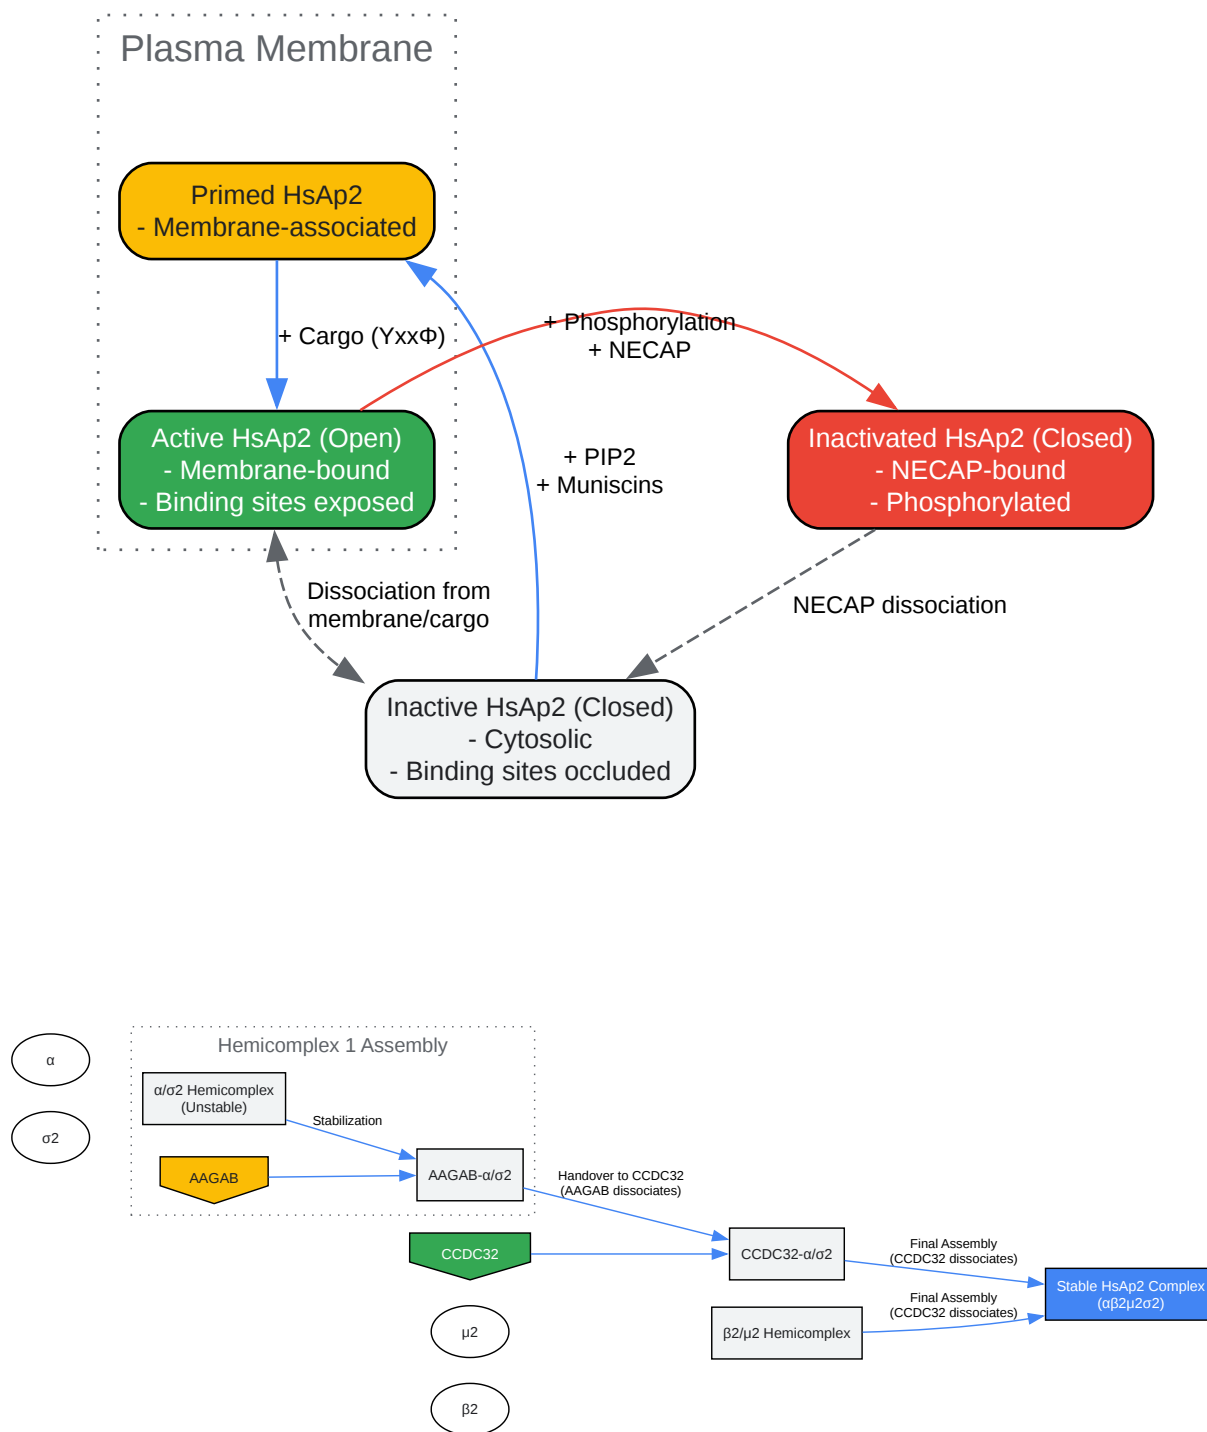 Plasma Membrane
Primed HsAp2
- Membrane-associated
+ Cargo (YxxΦ)
+ Phosphorylation
+ NECAP
Active HsAp2 (Open)
- Membrane-bound
- Binding sites exposed
Inactivated HsAp2 (Closed)
- NECAP-bound
- Phosphorylated
+ PIP2
+ Muniscins
Dissociation from
membrane/cargo
NECAP dissociation
Inactive HsAp2 (Closed)
- Cytosolic
- Binding sites occluded
α
σ2
Hemicomplex 1 Assembly
α/σ2 Hemicomplex
(Unstable)
Stabilization
AAGAB
AAGAB-α/σ2
Handover to CCDC32
(AAGAB dissociates)
CCDC32
CCDC32-α/σ2
Final Assembly
(CCDC32 dissociates)
Stable HsAp2 Complex
(αβ2μ2σ2)
Final Assembly
(CCDC32 dissociates)
β2/μ2 Hemicomplex
μ2
β2